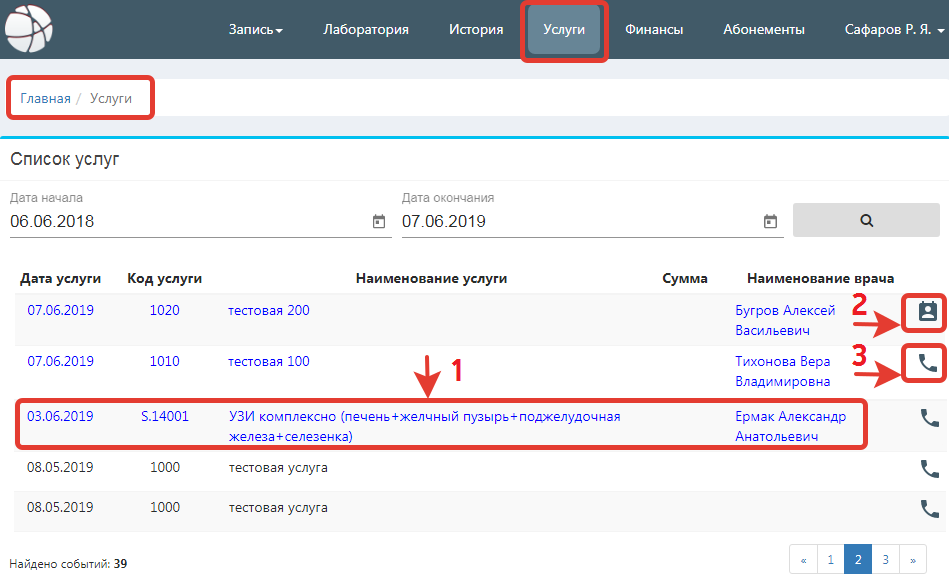 Запись Лаборатория История Услуги Финансы Абонементы Сафаров Р. Я.
Главная / Услуги
Список услуг
Дата начала Дата окончания
06.06.2018 07.06.2019
Дата услуги Код услуги Наименование услуги Сумма Наименование врача
07.06.2019 1020 тестовая 200 Бугров Алексей
Васильевич
2
07.06.2019 1010 тестовая 100 Тихонова Вера
Владимировна
3
1
03.06.2019 S.14001 УЗИ комплексно (печень+желчный пузырь+поджелудочная Ермак Александр
железа+селезенка) Анатольевич
08.05.2019 1000 тестовая услуга
08.05.2019 1000 тестовая услуга
Найдено событий: 39
« 1 2 3 »